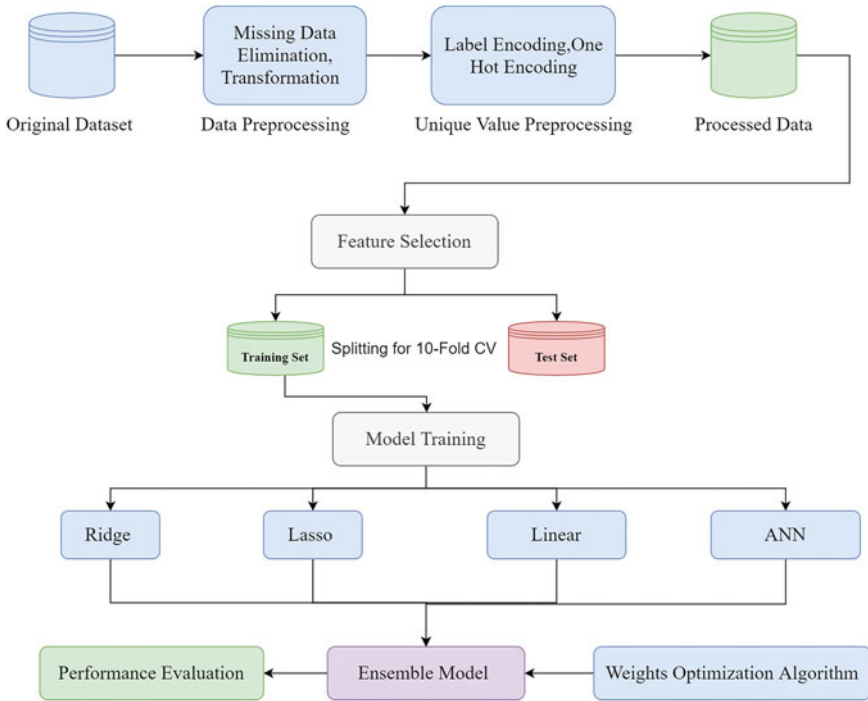 Missing Data
Elimination,
Transformation
Label Encoding,One
Hot Encoding
Original Dataset
Data Preprocessing
Unique Value Preprocessing
Processed Data
Feature Selection
Training Set
Splitting for 10-Fold CV
Test Set
Model Training
Ridge
Lasso
Linear
ANN
Performance Evaluation
Ensemble Model
Weights Optimization Algorithm